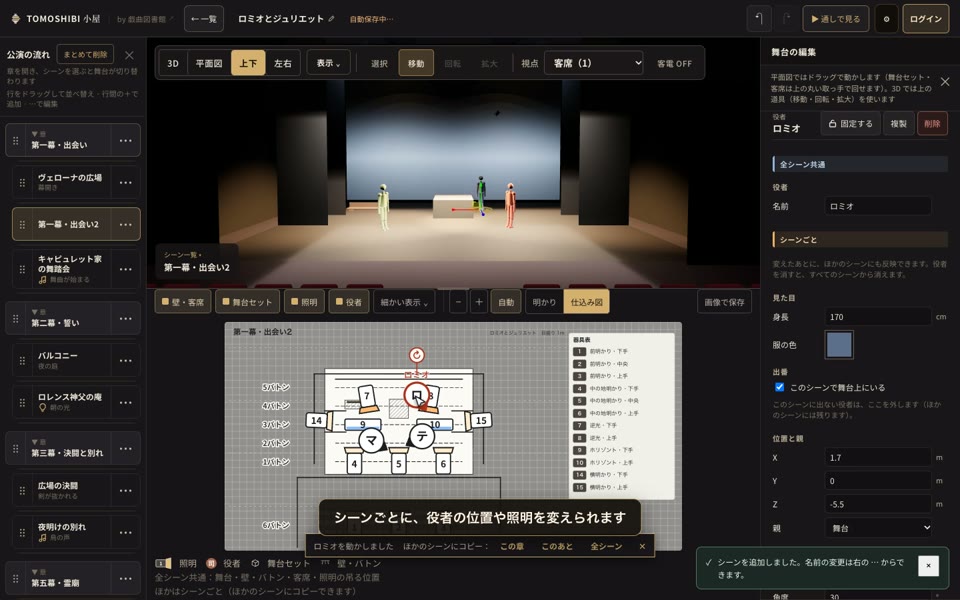 TOMOSHIBI 小屋
by 戯曲図書館
← 一覧
ロミオとジュリエット
自動保存中…
▶ 通しで見る
ログイン
公演の流れ
まとめて削除
章を開き、シーンを選ぶと舞台が切り替わります
行をドラッグして並べ替え・行間の＋で追加・…で編集
第一幕・出会い
ヴェローナの広場
幕開き
第一幕・出会い2
キャピュレット家の舞踏会
舞曲が始まる
第二幕・誓い
バルコニー
夜の庭
ロレンス神父の庵
朝の光
第三幕・決闘と別れ
広場の決闘
剣が抜かれる
夜明けの別れ
鳥の声
第五幕・霊廟
3D
平面図
上下
左右
表示
選択
移動
回転
拡大
視点
客席（1）
客電 OFF
シーン一覧
第一幕・出会い2
壁・客席
舞台セット
照明
役者
細かい表示
−
＋
自動
明かり
仕込み図
画像で保存
第一幕・出会い2
器具表
1 前明かり・下手
2 前明かり・中央
3 前明かり・上手
4 中の地明かり・下手
5 中の地明かり・中央
6 中の地明かり・上手
7 逆光・下手
8 逆光・上手
9 ホリゾント・下手
10 ホリゾント・上手
14 横明かり・下手
15 横明かり・上手
ロミオ
5バトン
4バトン
3バトン
2バトン
1バトン
6バトン
7
ロ
8
14
9
10
15
マ
テ
4
5
6
シーンごとに、役者の位置や照明を変えられます
ロミオを動かしました
ほかのシーンにコピー：
この章
このあと
全シーン
×
照明
役者
舞台セット
壁・バトン
全シーン共通：舞台・壁・バトン・客席・照明の吊る位置
ほかはシーンごと（ほかのシーンにコピーできます）
舞台の編集
平面図ではドラッグで動かします（舞台セット・客席は上の丸い取っ手で回せます）。3D では上の道具（移動・回転・拡大）を使います
役者
ロミオ
固定する
複製
削除
全シーン共通
役者
名前
ロミオ
シーンごと
変えたあとに、ほかのシーンにも反映できます。役者を消すと、すべてのシーンから消えます。
見た目
身長
170
cm
服の色
出番
このシーンで舞台上にいる
このシーンに出ない役者は、ここを外します（ほかのシーンには残ります）。
位置と親
X
1.7
m
Y
0
m
Z
-5.5
m
親
舞台
角度
30
✓ シーンを追加しました。名前の変更は右の … からできます。
×